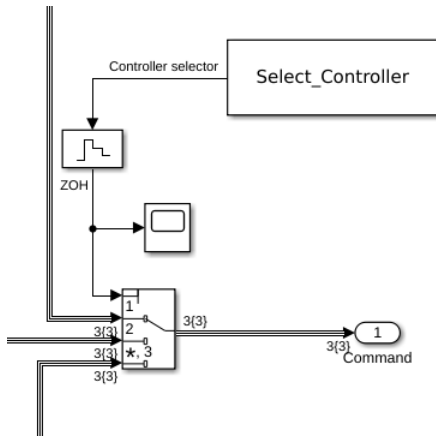 Controller selector
Select_Controller
ZOH
1
2
3{3}
3{3}
*, 3
3{3}
3{3}
1
3{3}
Command